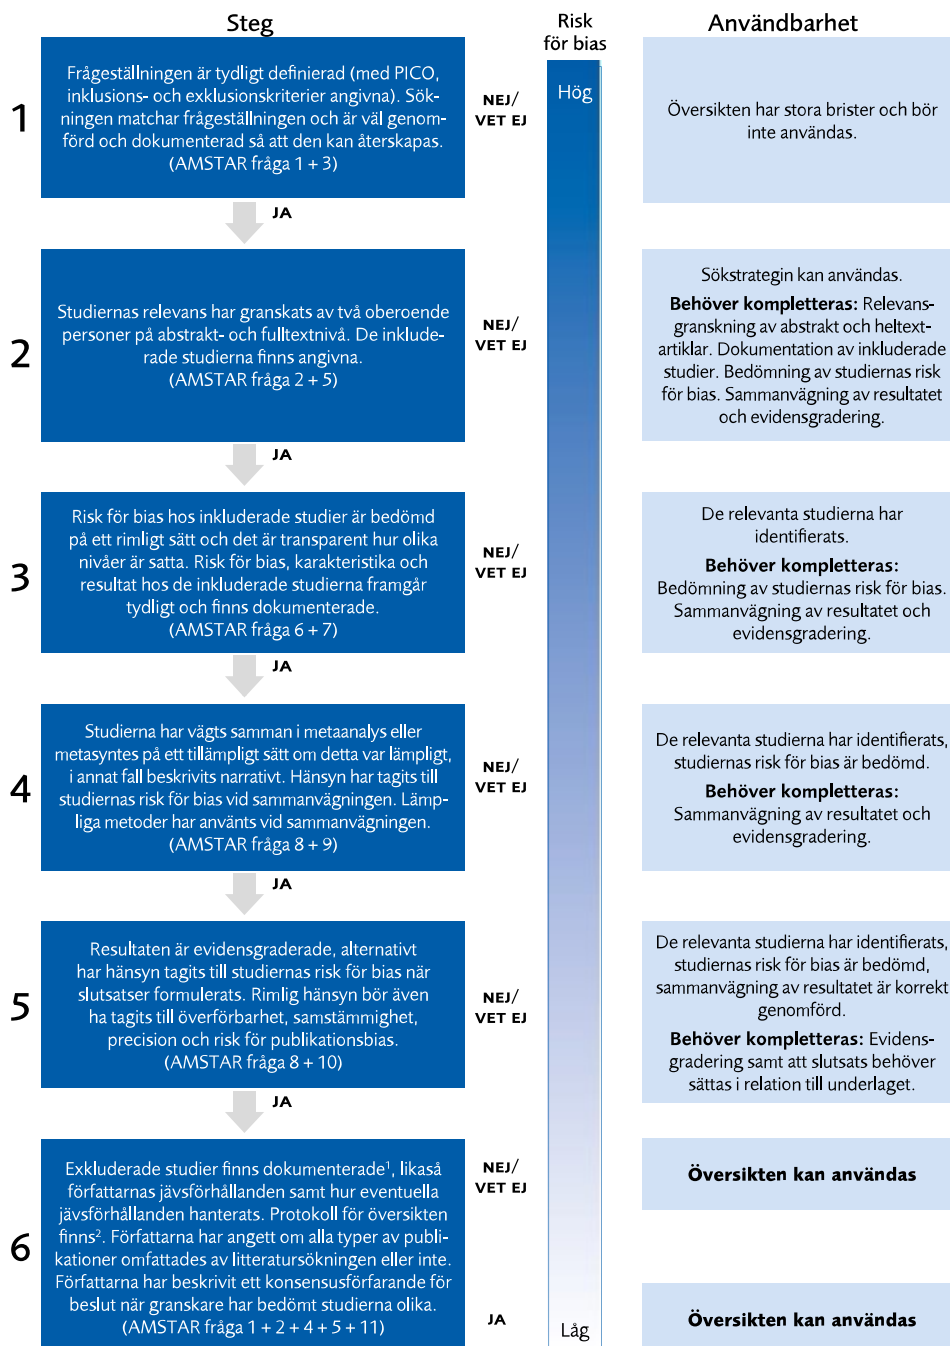 Steg
Risk
för bias
Användbarhet
1
Frågeställningen är tydligt definierad (med PICO,
inklusions- och exklusionskriterier angivna). Sök-
ningen matchar frågeställningen och är väl genom-
förd och dokumenterad så att den kan återskapas.
(AMSTAR fråga 1 + 3)
NEJ/
VET EJ
Hög
Översikten har stora brister och bör
inte användas.
JA
2
Studiernas relevans har granskats av två oberoende
personer på abstrakt- och fulltextnivå. De inklude-
rade studierna finns angivna.
(AMSTAR fråga 2 + 5)
NEJ/
VET EJ
Sökstrategin kan användas.
Behöver kompletteras: Relevans-
granskning av abstrakt och heltext-
artiklar. Dokumentation av inkluderade
studier. Bedömning av studiernas risk
för bias. Sammanvägning av resultatet
och evidensgradering.
JA
3
Risk för bias hos inkluderade studier är bedömd
på ett rimligt sätt och det är transparent hur olika
nivåer är satta. Risk för bias, karakteristika och
resultat hos de inkluderade studierna framgår
tydligt och finns dokumenterade.
(AMSTAR fråga 6 + 7)
NEJ/
VET EJ
De relevanta studierna har
identifierats.
Behöver kompletteras:
Bedömning av studiernas risk för bias.
Sammanvägning av resultatet och
evidensgradering.
JA
4
Studierna har vägts samman i metaanalys eller
metasyntes på ett tillämpligt sätt om detta var lämpligt,
i annat fall beskrivits narrativt. Hänsyn har tagits till
studiernas risk för bias vid sammanvägningen. Lämp-
liga metoder har använts vid sammanvägningen.
(AMSTAR fråga 8 + 9)
NEJ/
VET EJ
De relevanta studierna har identifierats,
studiernas risk för bias är bedömd.
Behöver kompletteras:
Sammanvägning av resultatet och
evidensgradering.
JA
5
Resultaten är evidensgraderade, alternativt
har hänsyn tagits till studiernas risk för bias när
slutsatser formulerats. Rimlig hänsyn bör även
ha tagits till överförbarhet, samstämmighet,
precision och risk för publikationsbias.
(AMSTAR fråga 8 + 10)
NEJ/
VET EJ
De relevanta studierna har identifierats,
studiernas risk för bias är bedömd,
sammanvägning av resultatet är korrekt
genomförd.
Behöver kompletteras: Evidens-
gradering samt att slutsats behöver
sättas i relation till underlaget.
JA
6
Exkluderade studier finns dokumenterade¹, likaså
författarnas jävsförhållanden samt hur eventuella
jävsförhållanden hanterats. Protokoll för översikten
finns². Författarna har angett om alla typer av publi-
kationer omfattades av litteratursökningen eller inte.
Författarna har beskrivit ett konsensusförfarande för
beslut när granskare har bedömt studierna olika.
(AMSTAR fråga 1 + 2 + 4 + 5 + 11)
NEJ/
VET EJ
Översikten kan användas
JA
Låg
Översikten kan användas